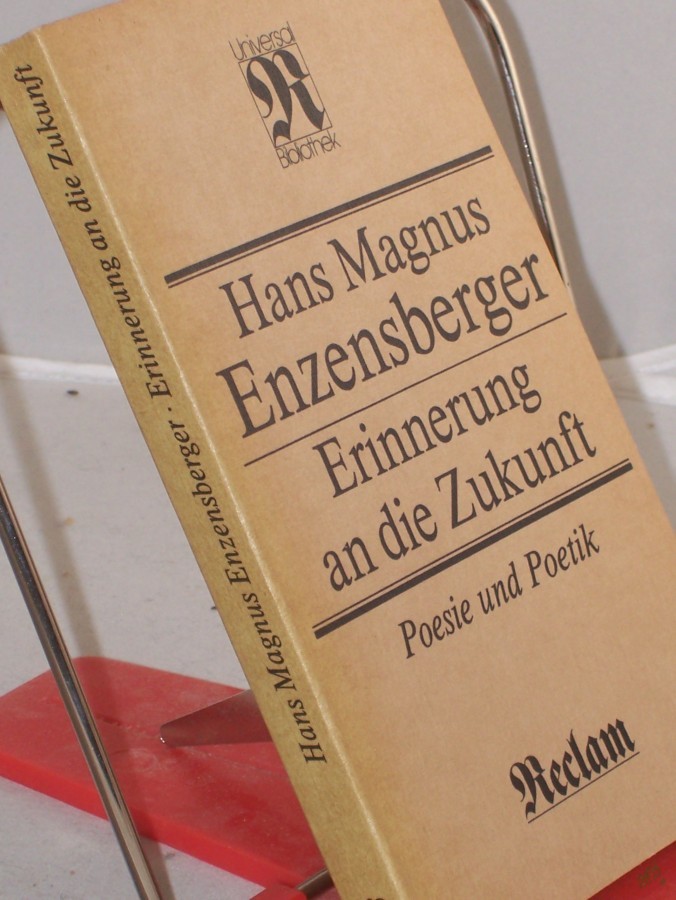 Universal
R
Bibliothek
Hans Magnus
Enzensberger
Erinnerung
an die Zukunft
Poesie und Poetik
Reclam
Hans Magnus Enzensberger · Erinnerung an die Zukunft